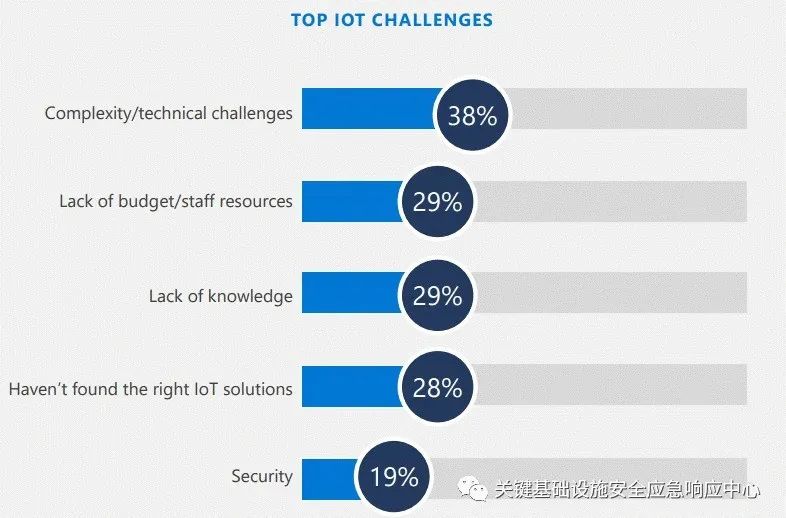 TOP IOT CHALLENGES
Complexity/technical challenges 38%
Lack of budget/staff resources 29%
Lack of knowledge 29%
Haven’t found the right IoT solutions 28%
Security 19%
关键基础设施安全应急响应中心